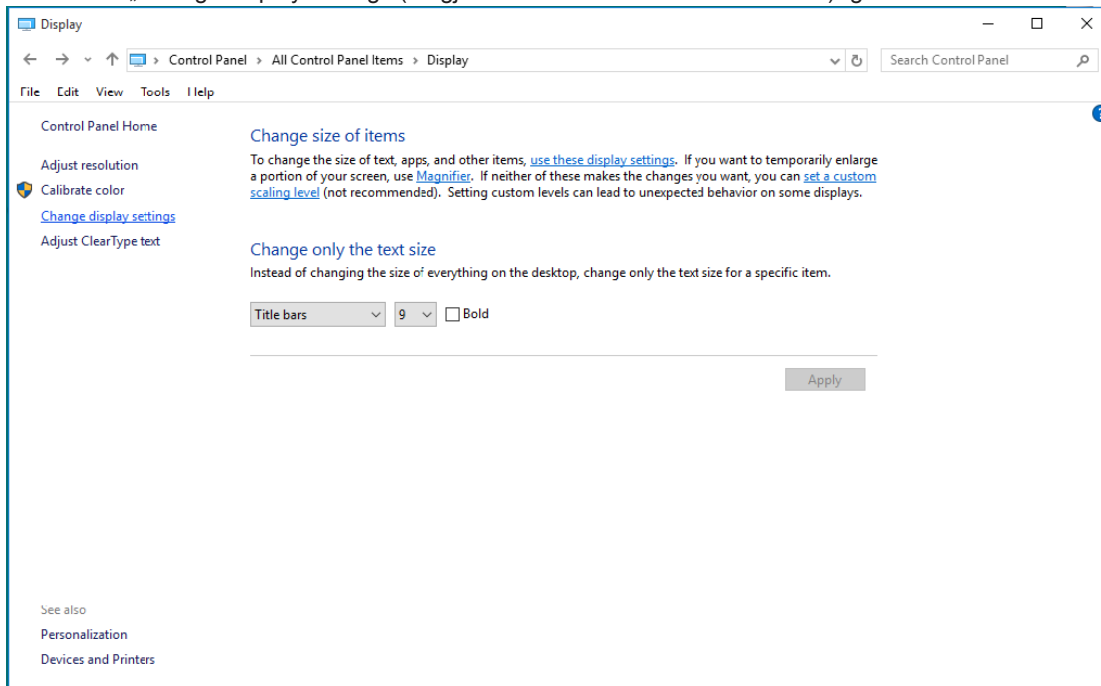 Display
Control Panel > All Control Panel Items > Display
Search Control Panel
File Edit View Tools Help
Control Panel Home
Adjust resolution
Calibrate color
Change display settings
Adjust ClearType text
Change size of items
To change the size of text, apps, and other items, use these display settings. If you want to temporarily enlarge
a portion of your screen, use Magnifier. If neither of these makes the changes you want, you can set a custom
scaling level (not recommended). Setting custom levels can lead to unexpected behavior on some displays.
Change only the text size
Instead of changing the size of everything on the desktop, change only the text size for a specific item.
Title bars 9 Bold
Apply
See also
Personalization
Devices and Printers